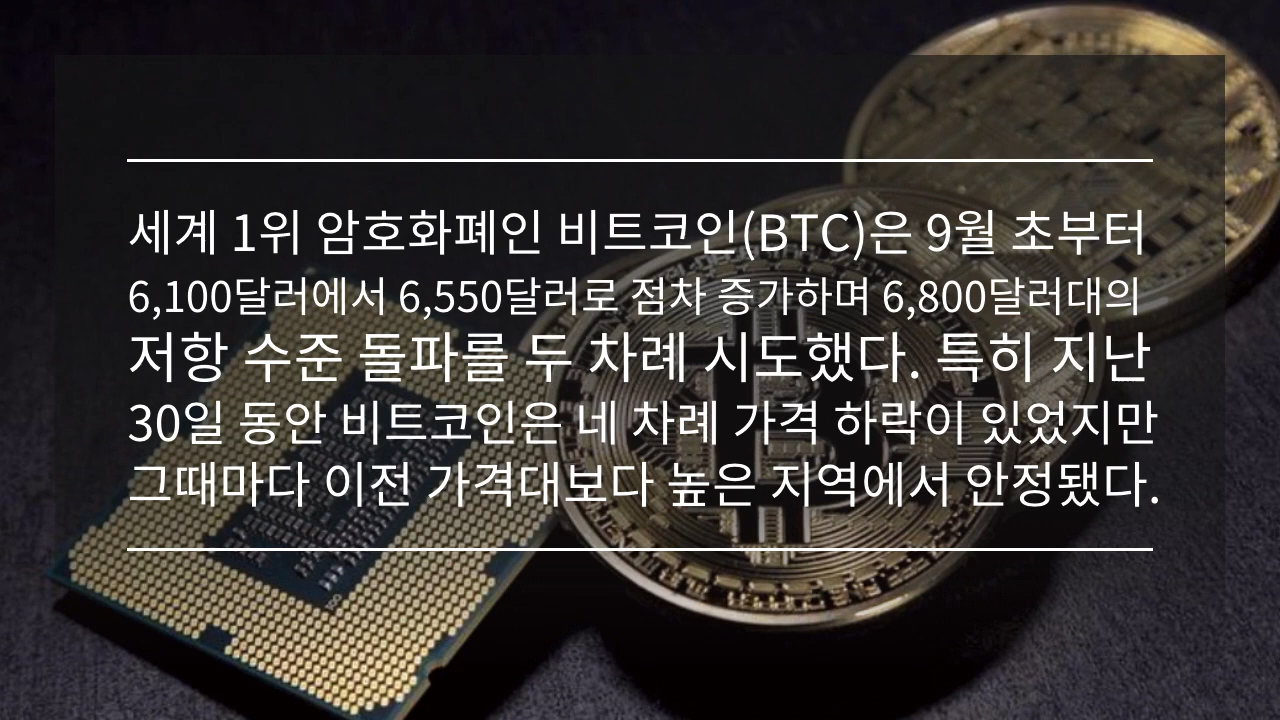 세계 1위 암호화폐인 비트코인(BTC)은 9월 초부터
6,100달러에서 6,550달러로 점차 증가하며 6,800달러대의
저항 수준 돌파를 두 차례 시도했다. 특히 지난
30일 동안 비트코인은 네 차례 가격 하락이 있었지만
그때마다 이전 가격대보다 높은 지역에서 안정됐다.